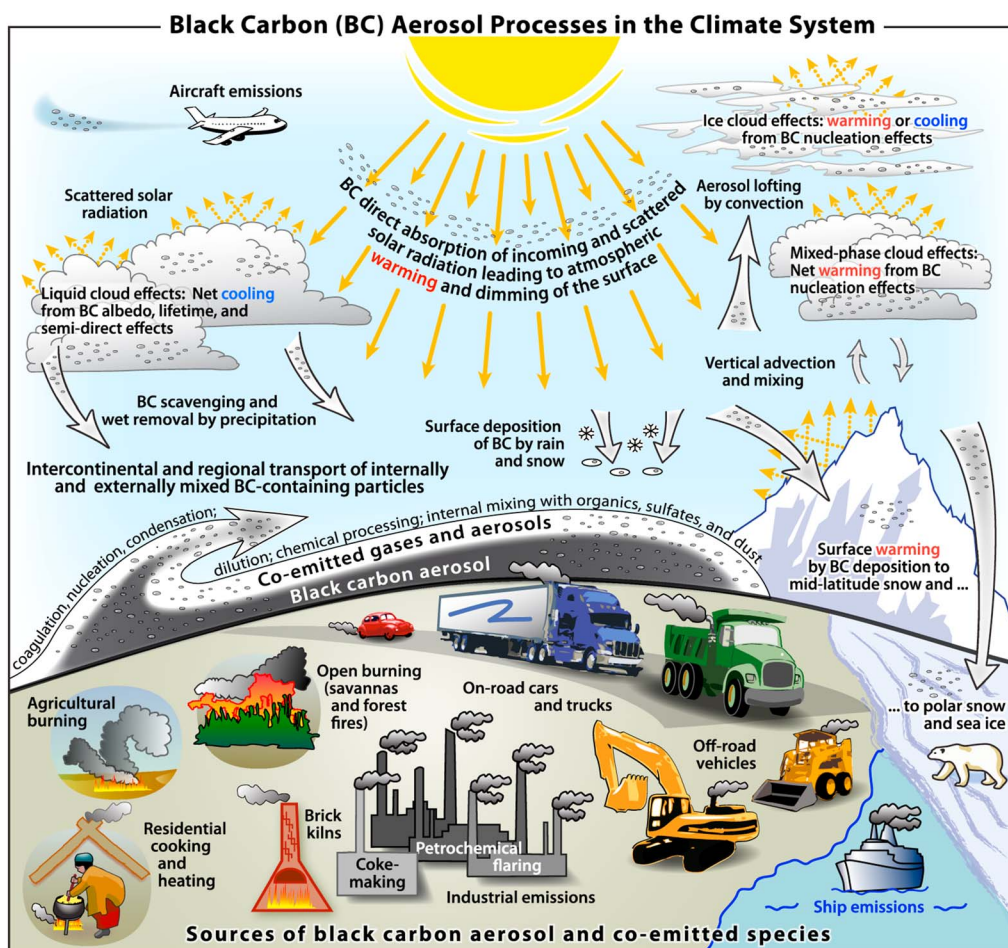 Black Carbon (BC) Aerosol Processes in the Climate System
Aircraft emissions
Ice cloud effects: warming or cooling
from BC nucleation effects
Scattered solar
radiation
BC direct absorption of incoming and scattered
solar radiation leading to atmospheric
warming and dimming of the surface
Aerosol lofting
by convection
Mixed-phase cloud effects:
Net warming from BC
nucleation effects
Liquid cloud effects: Net cooling
from BC albedo, lifetime, and
semi-direct effects
Vertical advection
and mixing
BC scavenging and
wet removal by precipitation
Surface deposition
of BC by rain
and snow
Intercontinental and regional transport of internally
and externally mixed BC-containing particles
coagulation, nucleation, condensation;
dilution; chemical processing; internal mixing with organics, sulfates, and dust
Co-emitted gases and aerosols
Black carbon aerosol
Surface warming
by BC deposition to
mid-latitude snow and ...
... to polar snow
and sea ice
Agricultural
burning
Open burning
(savannas
and forest
fires)
On-road cars
and trucks
Off-road
vehicles
Residential
cooking
and
heating
Brick
kilns
Coke-
making
Petrochemical
flaring
Industrial emissions
Ship emissions
Sources of black carbon aerosol and co-emitted species